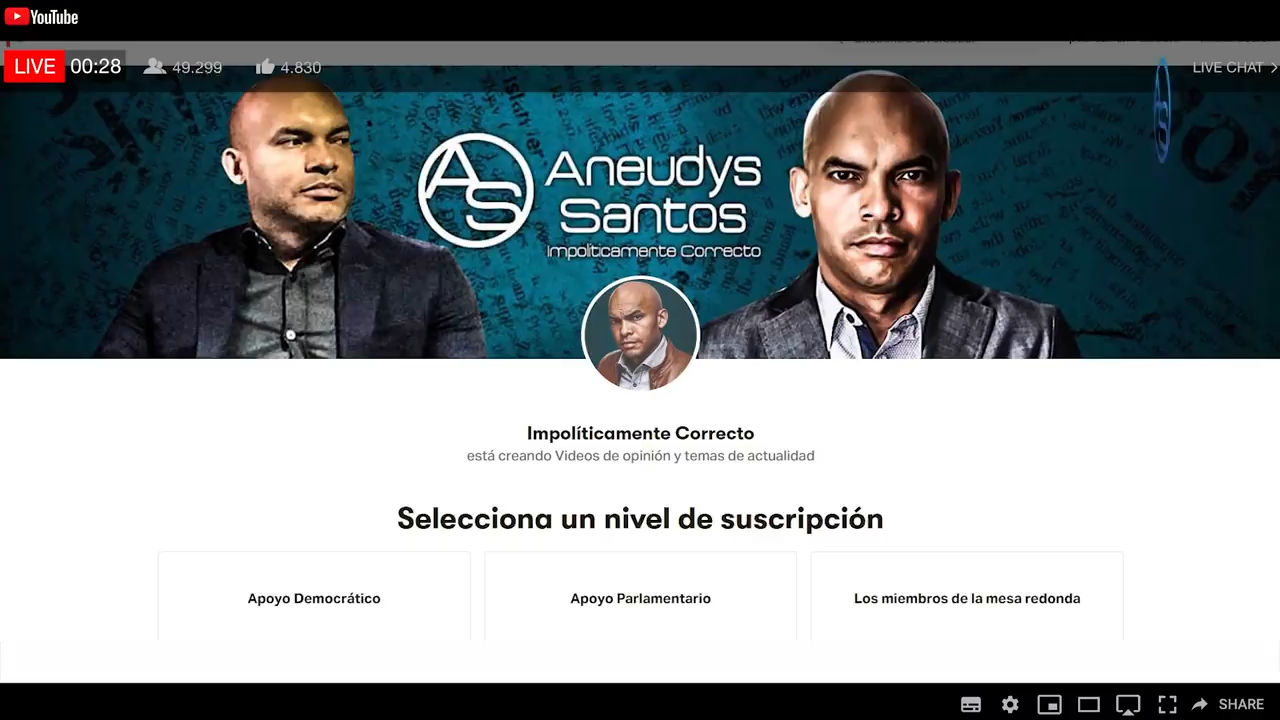 YouTube
LIVE 00:28 49.299 4.830 LIVE CHAT
AS
Aneudys
Santos
Impolíticamente Correcto
Impolíticamente Correcto
está creando Videos de opinión y temas de actualidad
Selecciona un nivel de suscripción
Apoyo Democrático
Apoyo Parlamentario
Los miembros de la mesa redonda
SHARE